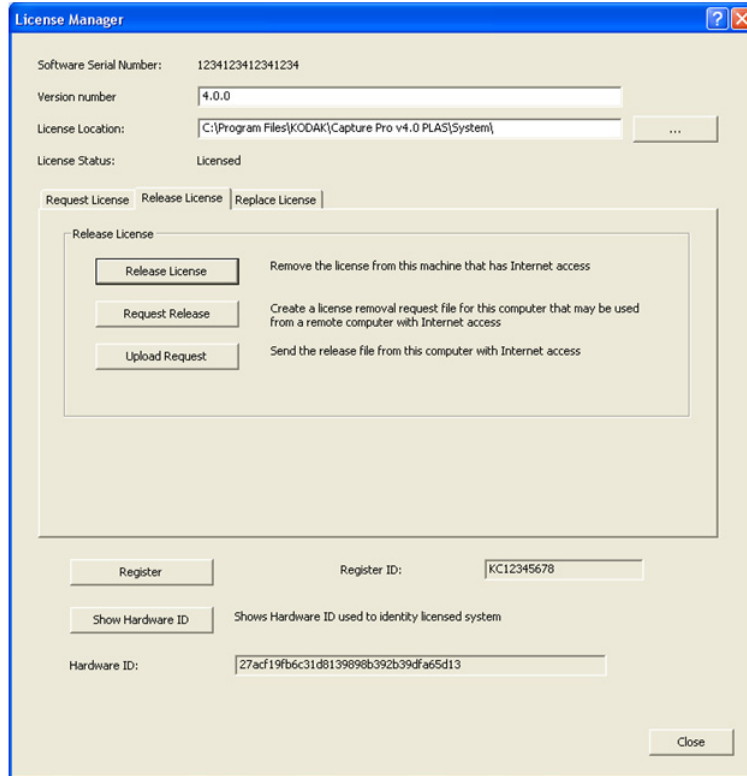 License Manager
Software Serial Number: 1234123412341234
Version number 4.0.0
License Location: C:\Program Files\KODAK\Capture Pro v4.0 PLAS\System\ ...
License Status: Licensed
Request License Release License Replace License
Release License
Release License Remove the license from this machine that has Internet access
Request Release Create a license removal request file for this computer that may be used
from a remote computer with Internet access
Upload Request Send the release file from this computer with Internet access
Register Register ID: KC12345678
Show Hardware ID Shows Hardware ID used to identity licensed system
Hardware ID: 27acf19fb6c31d8139898b392b39dfa65d13
Close